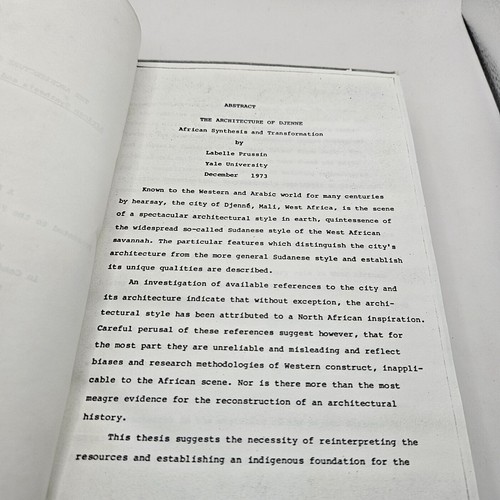 ABSTRACT
THE ARCHITECTURE OF DJENNÉ
African Synthesis and Transformation
by
Labelle Prussin
Yale University
December 1973
Known to the Western and Arabic world for many centuries
by hearsay, the city of Djenné, Mali, West Africa, is the scene
of a spectacular architectural style in earth, quintessence of
the widespread so-called Sudanese style of the West African
savannah. The particular features which distinguish the city's
architecture from the more general Sudanese style and establish
its unique qualities are described.
An investigation of available references to the city and
its architecture indicate that without exception, the archi-
tectural style has been attributed to a North African inspiration.
Careful perusal of these references suggest however, that for
the most part they are unreliable and misleading and reflect
biases and research methodologies of Western construct, inappli-
cable to the African scene. Nor is there more than the most
meagre evidence for the reconstruction of an architectural
history.
This thesis suggests the necessity of reinterpreting the
resources and establishing an indigenous foundation for the